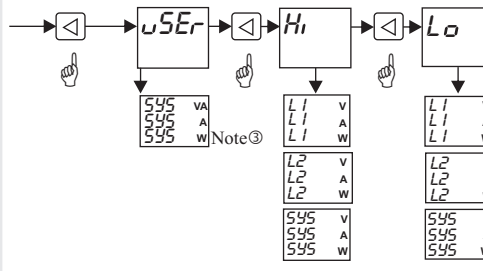 uSEr Hi Lo
SYS VA
SYS A
SYS W Note③
L1 V
L1 A
L1 W
L2 V
L2 A
L2 W
SYS V
SYS A
SYS W
L1
L1
L1
L2
L2
L2
SYS
SYS
SYS